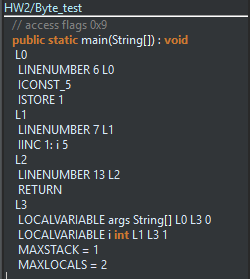 HW2/Byte_test
// access flags 0x9
public static main(String[]) : void
L0
LINENUMBER 6 L0
ICONST_5
ISTORE 1
L1
LINENUMBER 7 L1
IINC 1: i 5
L2
LINENUMBER 13 L2
RETURN
L3
LOCALVARIABLE args String[] L0 L3 0
LOCALVARIABLE i int L1 L3 1
MAXSTACK = 1
MAXLOCALS = 2